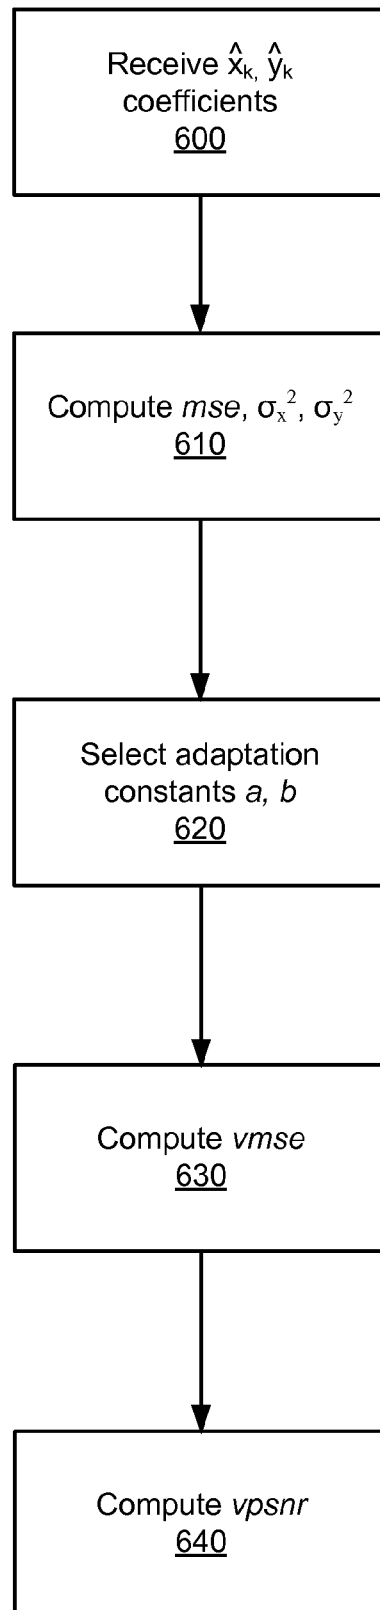 Receive x̂k, ŷk
coefficients
600
Compute mse, σx², σy²
610
Select adaptation
constants a, b
620
Compute vmse
630
Compute vpsnr
640